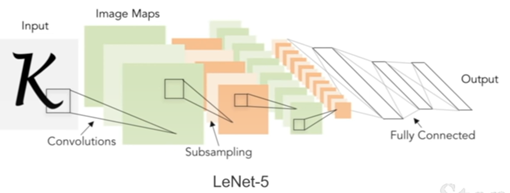 Input
Image Maps
K
Output
Convolutions
Subsampling
Fully Connected
LeNet-5